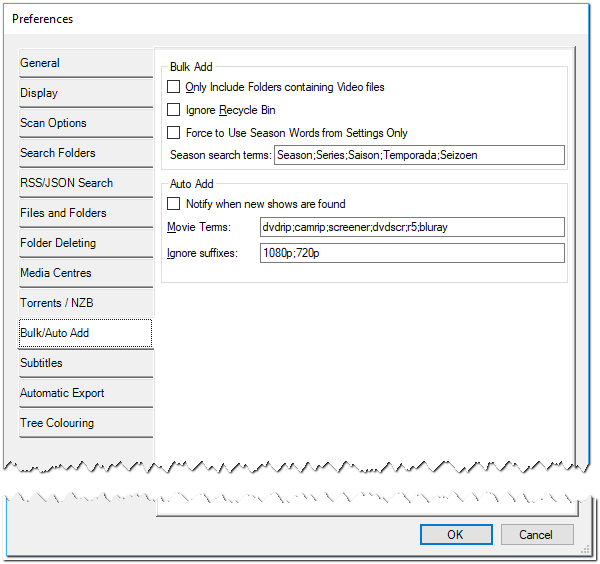 Preferences
General
Display
Scan Options
Search Folders
RSS/JSON Search
Files and Folders
Folder Deleting
Media Centres
Torrents / NZB
Bulk/Auto Add
Subtitles
Automatic Export
Tree Colouring
Bulk Add
Only Include Folders containing Video files
Ignore Recycle Bin
Force to Use Season Words from Settings Only
Season search terms: Season;Series;Saison;Temporada;Seizoen
Auto Add
Notify when new shows are found
Movie Terms: dvdrip;camrip;screener;dvdscr;r5;bluray
Ignore suffixes: 1080p;720p
OK Cancel